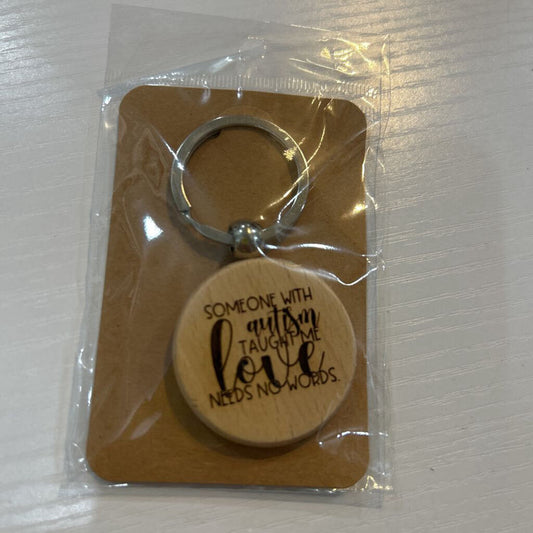 SOMEONE WITH
autism
TAUGHT ME
love
NEEDS NO WORDS.